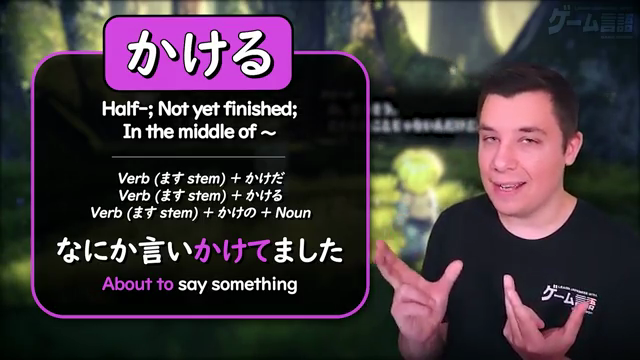 かける
Half-; Not yet finished;
In the middle of ～
Verb (ます stem) + かけだ
Verb (ます stem) + かける
Verb (ます stem) + かけの + Noun
なにか言いかけてました
About to say something
ゲーム言語
ゲーム言語